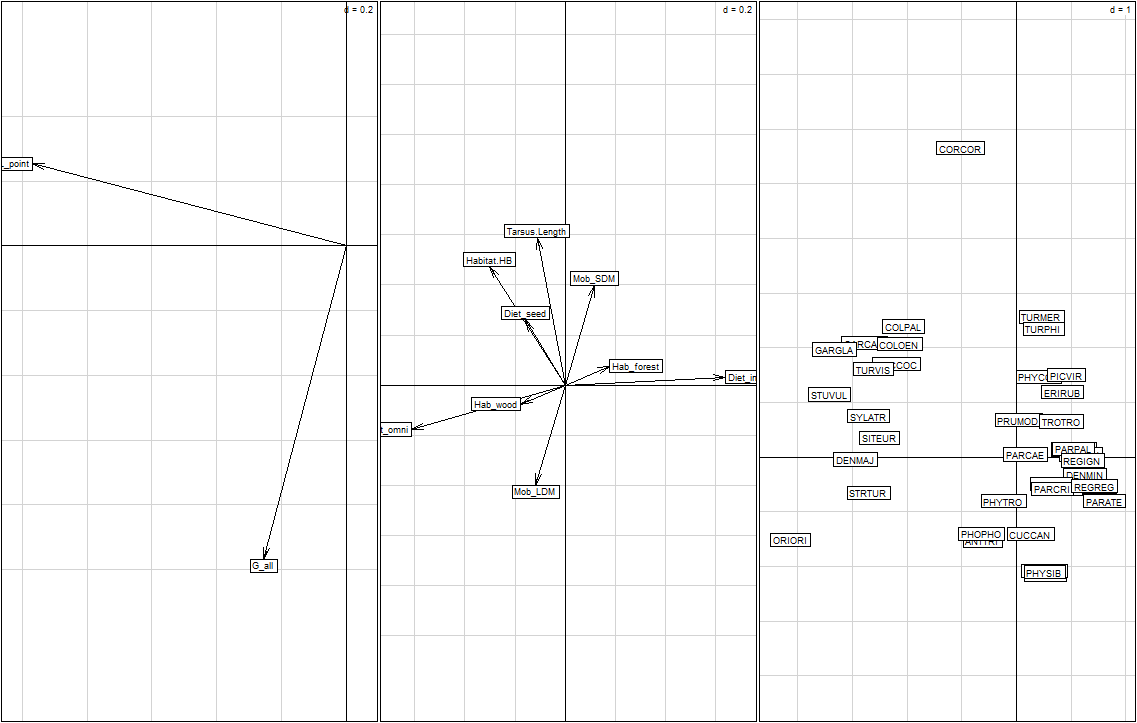 d = 0.2
_point
G_all
d = 0.2
Tarsus.Length
Habitat.HB
Mob_SDM
Diet_seed
Hab_forest
Diet_in
Hab_wood
t_omni
Mob_LDM
d = 1
CORCOR
TURMER
TURPHI
COLPAL
COLOEN
GARGLA
COC
TURVIS
PHYC
PICVIR
ERIRUB
STUVUL
SYLATR
PRUMOD
TROTRO
SITEUR
PARPAL
PARCAE
DENMAJ
REGIGN
DENMIN
STRTUR
PARCRI
REGREG
PHYTRO
PARATE
ORIORI
PHOPHO
CUCCAN
ANTTRI
PHYSIB